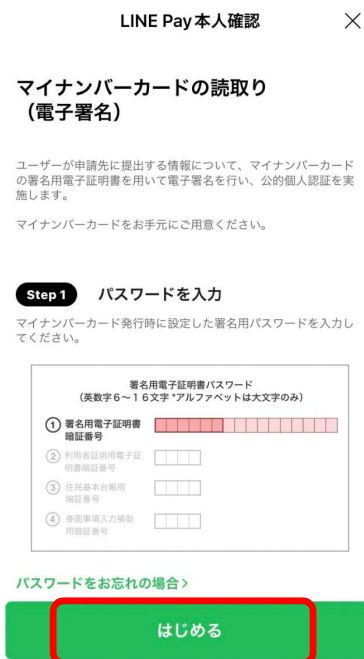 LINE Pay本人確認
マイナンバーカードの読取り
（電子署名）
ユーザーが申請先に提出する情報について、マイナンバーカード
の署名用電子証明書を用いて電子署名を行い、公的個人認証を実
施します。
マイナンバーカードをお手元にご用意ください。
Step 1 パスワードを入力
マイナンバーカード発行時に設定した署名用パスワードを入力し
てください。
署名用電子証明書パスワード
（英数字６～１６文字 *アルファベットは大文字のみ）
① 署名用電子証明書
暗証番号
② 利用者証明用電子証
明書暗証番号
③ 住民基本台帳用
暗証番号
④ 券面事項入力補助
用暗証番号
パスワードをお忘れの場合>
はじめる